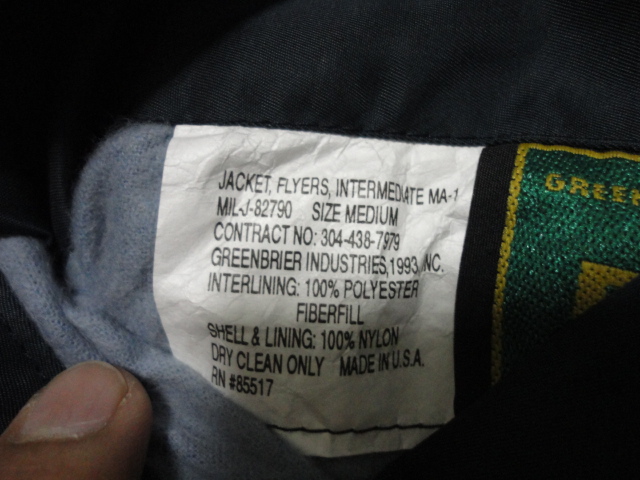 JACKET, FLYERS, INTERMEDIATE MA-1
MIL-J-82790 SIZE MEDIUM
CONTRACT NO: 304-438-7979
GREENBRIER INDUSTRIES,1993, INC.
INTERLINING: 100% POLYESTER
FIBERFILL
SHELL & LINING: 100% NYLON
DRY CLEAN ONLY MADE IN U.S.A.
RN #85517
GREEN